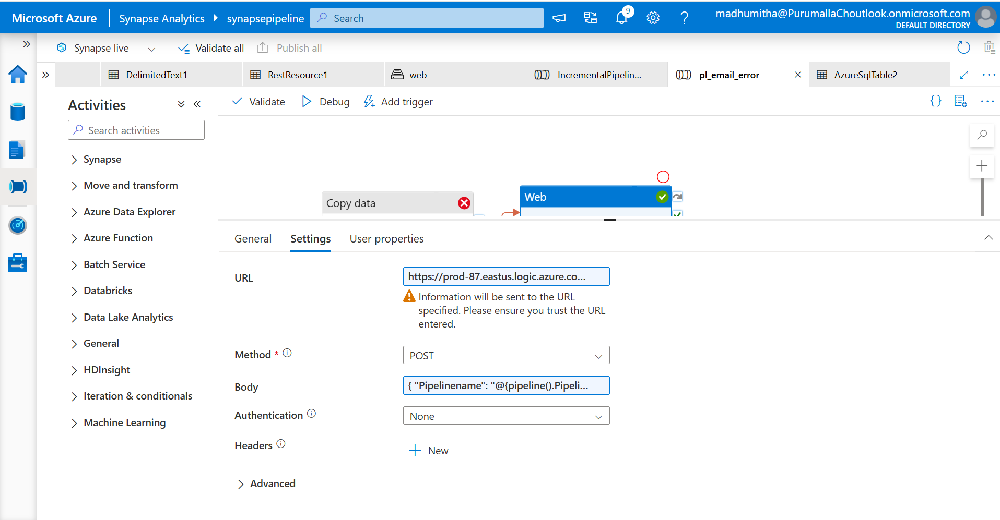 Microsoft Azure
Synapse Analytics
synapsepipeline
Search
9
madhumitha@PurumallaChoutlook.onmicrosoft.com
DEFAULT DIRECTORY
Synapse live
Validate all
Publish all
DelimitedText1
RestResource1
web
IncrementalPipelin...
pl_email_error
AzureSqlTable2
Activities
Search activities
Synapse
Move and transform
Azure Data Explorer
Azure Function
Batch Service
Databricks
Data Lake Analytics
General
HDInsight
Iteration & conditionals
Machine Learning
Validate
Debug
Add trigger
{}
Copy data
Web
General
Settings
User properties
URL
https://prod-87.eastus.logic.azure.co...
Information will be sent to the URL
specified. Please ensure you trust the URL
entered.
Method *
POST
Body
{ "Pipelinename": "@{pipeline().Pipeli...
Authentication
None
Headers
New
Advanced